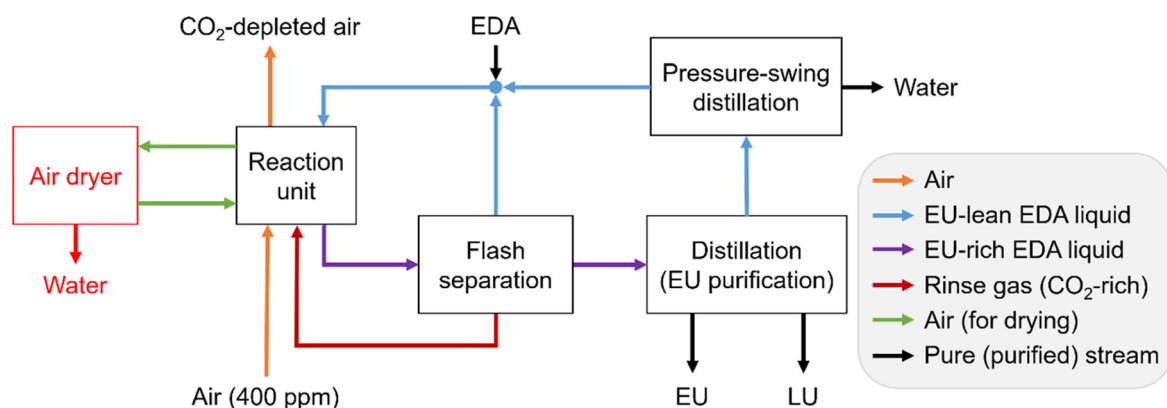 CO₂-depleted air
EDA
Pressure-swing
distillation
Water
Air dryer
Reaction
unit
Water
Flash
separation
Distillation
(EU purification)
Air (400 ppm)
EU
LU
Air
EU-lean EDA liquid
EU-rich EDA liquid
Rinse gas (CO₂-rich)
Air (for drying)
Pure (purified) stream